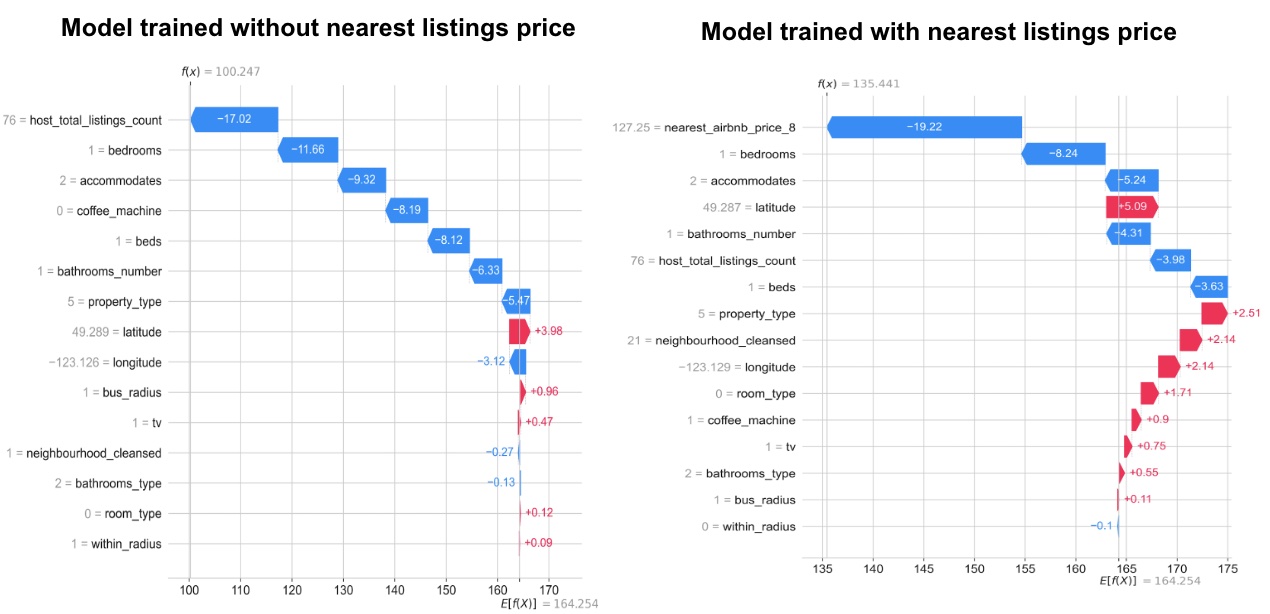 Model trained without nearest listings price
f(x) = 100.247
76 = host_total_listings_count
−17.02
1 = bedrooms
−11.66
2 = accommodates
−9.32
0 = coffee_machine
−8.19
1 = beds
−8.12
1 = bathrooms_number
−6.33
5 = property_type
−5.47
49.289 = latitude
+3.98
−123.126 = longitude
−3.12
1 = bus_radius
+0.96
1 = tv
+0.47
1 = neighbourhood_cleansed
−0.27
2 = bathrooms_type
−0.13
0 = room_type
+0.12
1 = within_radius
+0.09
100 110 120 130 140 150 160 170
E[f(X)] = 164.254
Model trained with nearest listings price
f(x) = 135.441
127.25 = nearest_airbnb_price_8
−19.22
1 = bedrooms
−8.24
2 = accommodates
−5.24
49.287 = latitude
+5.09
1 = bathrooms_number
−4.31
76 = host_total_listings_count
−3.98
1 = beds
−3.63
5 = property_type
+2.51
21 = neighbourhood_cleansed
+2.14
−123.129 = longitude
+2.14
0 = room_type
+1.71
1 = coffee_machine
+0.9
1 = tv
+0.75
2 = bathrooms_type
+0.55
1 = bus_radius
+0.11
0 = within_radius
−0.1
135 140 145 150 155 160 165 170 175
E[f(X)] = 164.254